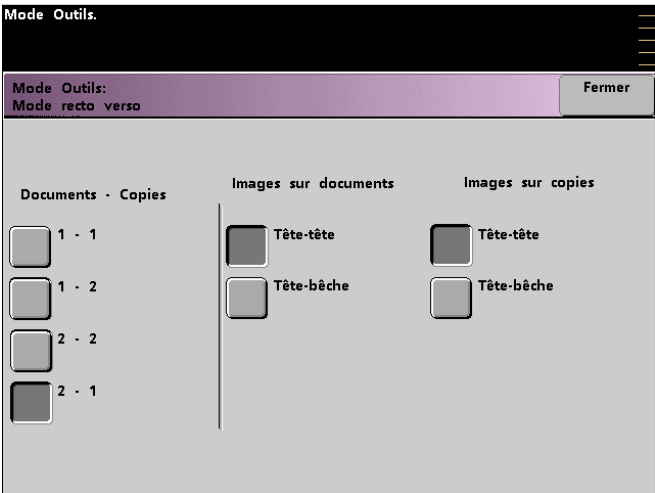 Mode Outils.
Mode Outils:
Mode recto verso
Fermer
Documents - Copies
1 - 1
1 - 2
2 - 2
2 - 1
Images sur documents
Tête-tête
Tête-bêche
Images sur copies
Tête-tête
Tête-bêche